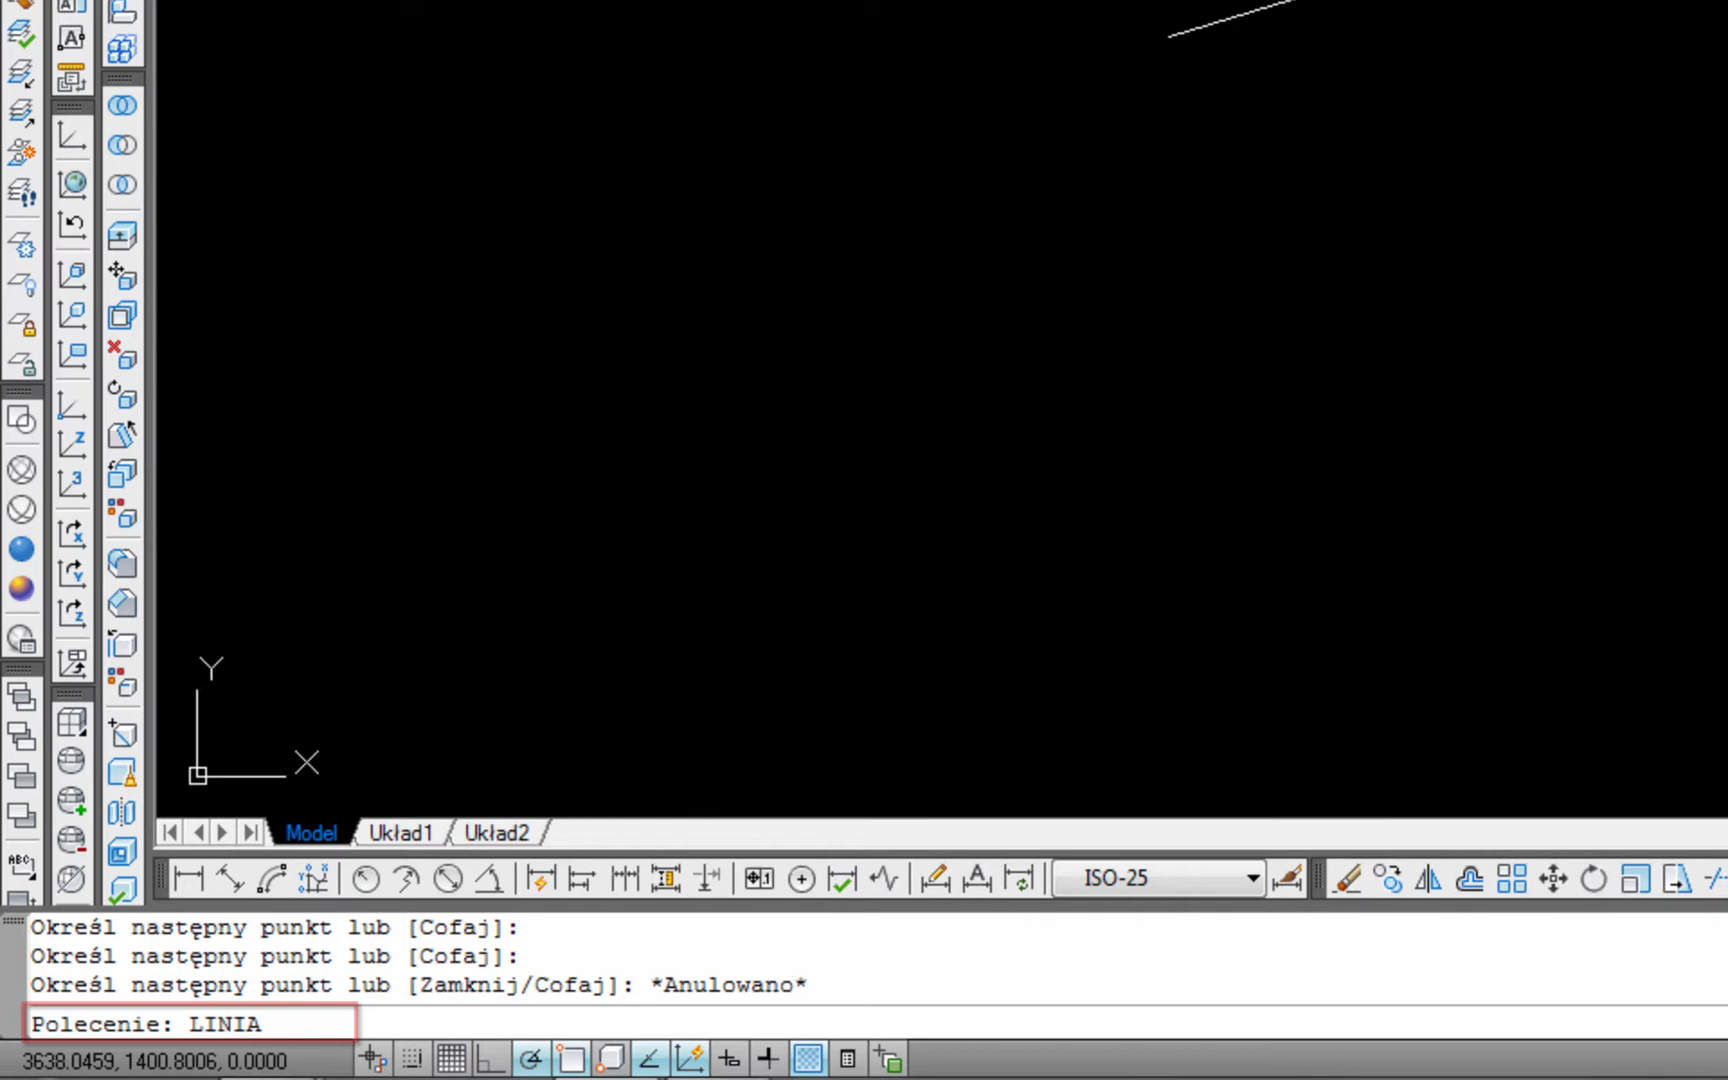 Y
X
Model
Układ1
Układ2
ISO-25
Określ następny punkt lub [Cofaj]:
Określ następny punkt lub [Cofaj]:
Określ następny punkt lub [Zamknij/Cofaj]: *Anulowano*
Polecenie: LINIA
3638.0459, 1400.8006, 0.0000